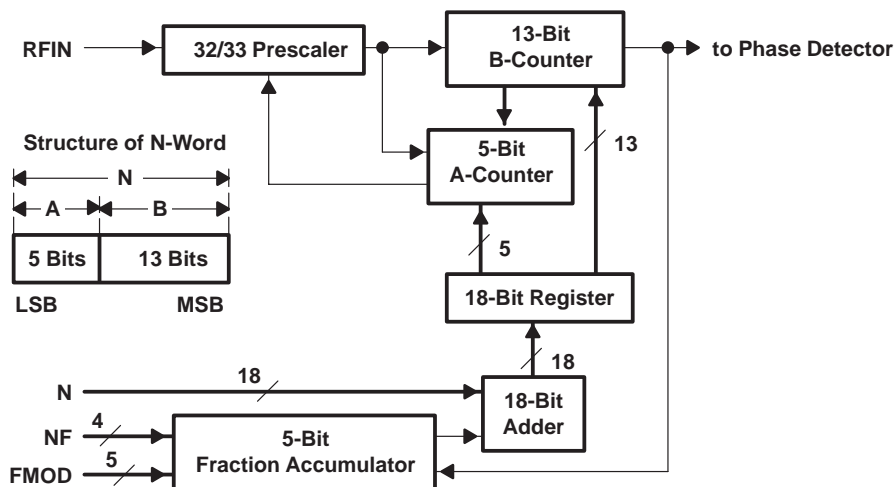 RFIN
32/33 Prescaler
13-Bit
B-Counter
to Phase Detector
Structure of N-Word
N
A
B
5 Bits
13 Bits
LSB
MSB
5-Bit
A-Counter
13
5
18-Bit Register
18
N
18
18-Bit
Adder
NF
4
5-Bit
Fraction Accumulator
FMOD
5